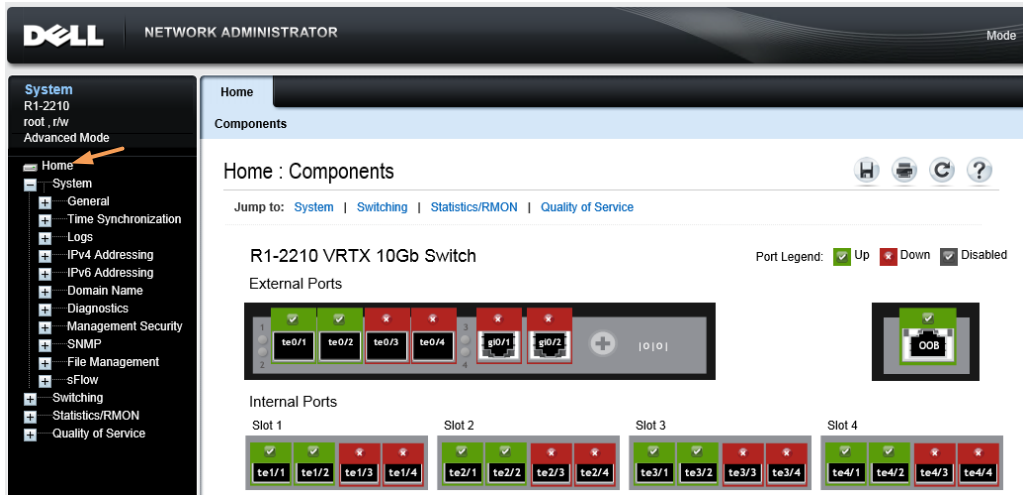 DELL NETWORK ADMINISTRATOR Mode
System
R1-2210
root , r/w
Advanced Mode
Home
System
General
Time Synchronization
Logs
IPv4 Addressing
IPv6 Addressing
Domain Name
Diagnostics
Management Security
SNMP
File Management
sFlow
Switching
Statistics/RMON
Quality of Service
Home
Components
Home : Components
Jump to: System | Switching | Statistics/RMON | Quality of Service
R1-2210 VRTX 10Gb Switch
Port Legend: Up Down Disabled
External Ports
1 3
te0/1 te0/2 te0/3 te0/4 gi0/1 gi0/2 |o|o| OOB
2 4
Internal Ports
Slot 1 Slot 2 Slot 3 Slot 4
te1/1 te1/2 te1/3 te1/4 te2/1 te2/2 te2/3 te2/4 te3/1 te3/2 te3/3 te3/4 te4/1 te4/2 te4/3 te4/4